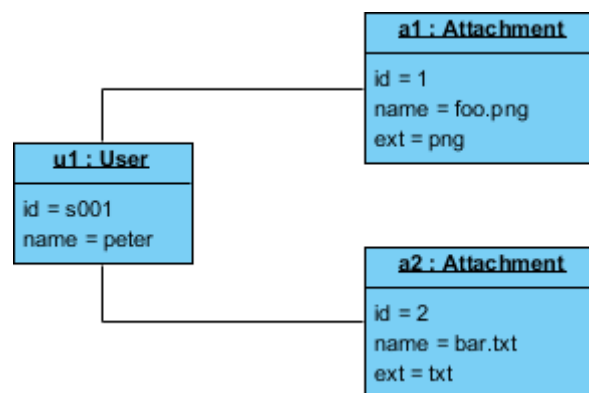 a1 : Attachment
id = 1
name = foo.png
ext = png
u1 : User
id = s001
name = peter
a2 : Attachment
id = 2
name = bar.txt
ext = txt